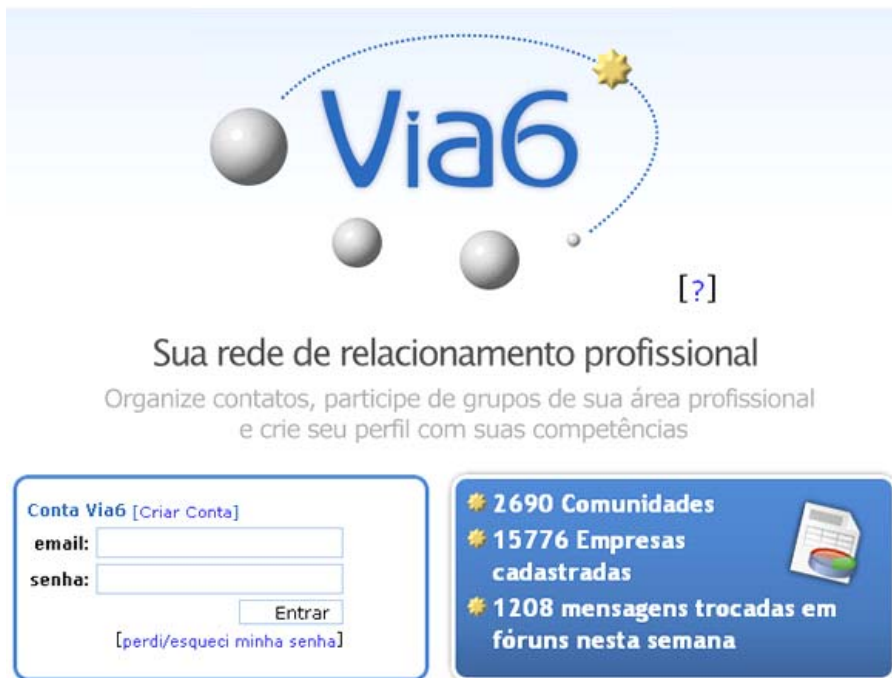 Via6
[?]
Sua rede de relacionamento profissional
Organize contatos, participe de grupos de sua área profissional
e crie seu perfil com suas competências
Conta Via6 [Criar Conta]
email:
senha:
Entrar
[perdi/esqueci minha senha]
2690 Comunidades
15776 Empresas
cadastradas
1208 mensagens trocadas em
fóruns nesta semana